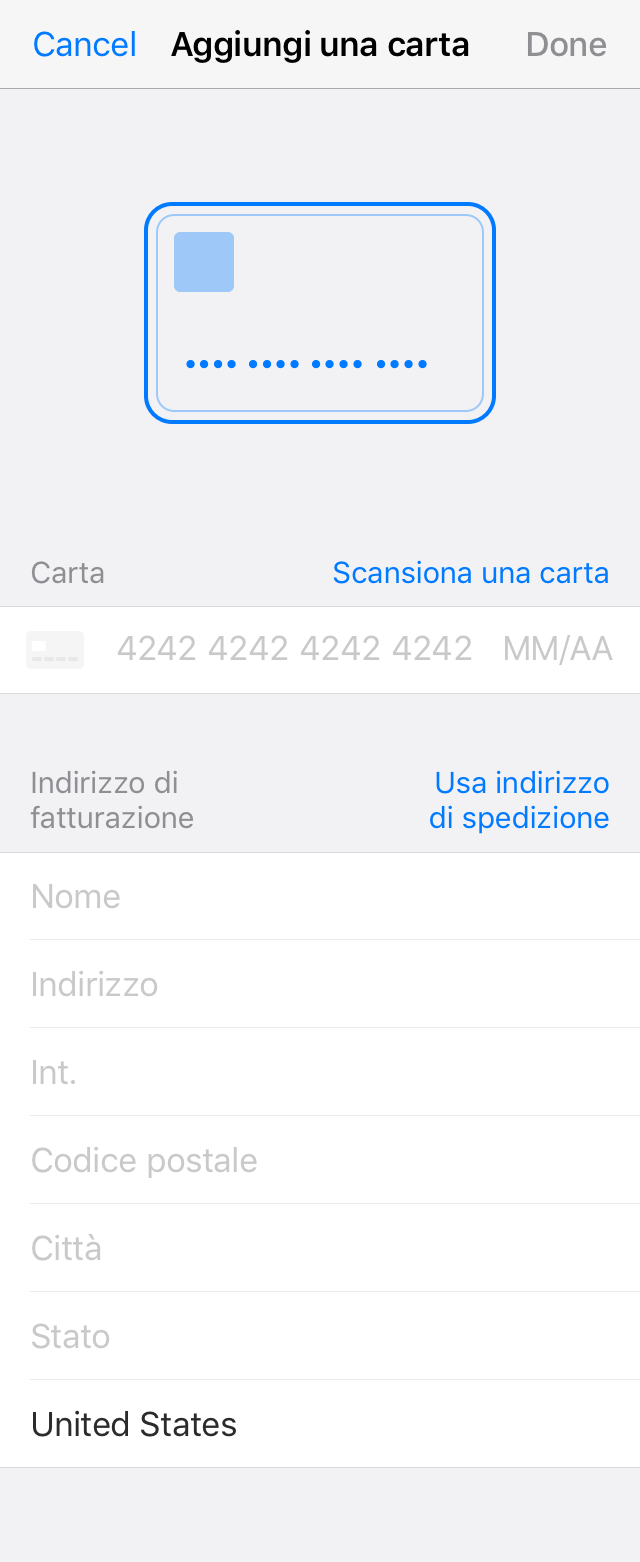 Cancel Aggiungi una carta Done
•••• •••• •••• ••••
Carta Scansiona una carta
4242 4242 4242 4242 MM/AA
Indirizzo di Usa indirizzo
fatturazione di spedizione
Nome
Indirizzo
Int.
Codice postale
Città
Stato
United States